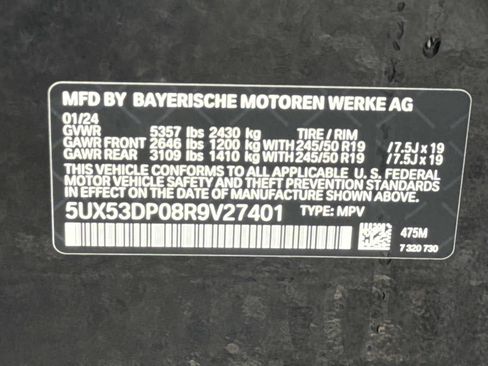 MFD BY BAYERISCHE MOTOREN WERKE AG
01/24
GVWR 5357 lbs 2430 kg TIRE / RIM
GAWR FRONT 2646 lbs 1200 kg WITH 245/50 R19 /7.5J x 19
GAWR REAR 3109 lbs 1410 kg WITH 245/50 R19 /7.5J x 19
THIS VEHICLE CONFORMS TO ALL APPLICABLE U. S. FEDERAL
MOTOR VEHICLE SAFETY AND THEFT PREVENTION STANDARDS
IN EFFECT ON THE DATE OF MANUFACTURE SHOWN ABOVE.
5UX53DP08R9V27401 TYPE: MPV
475M
7 320 730